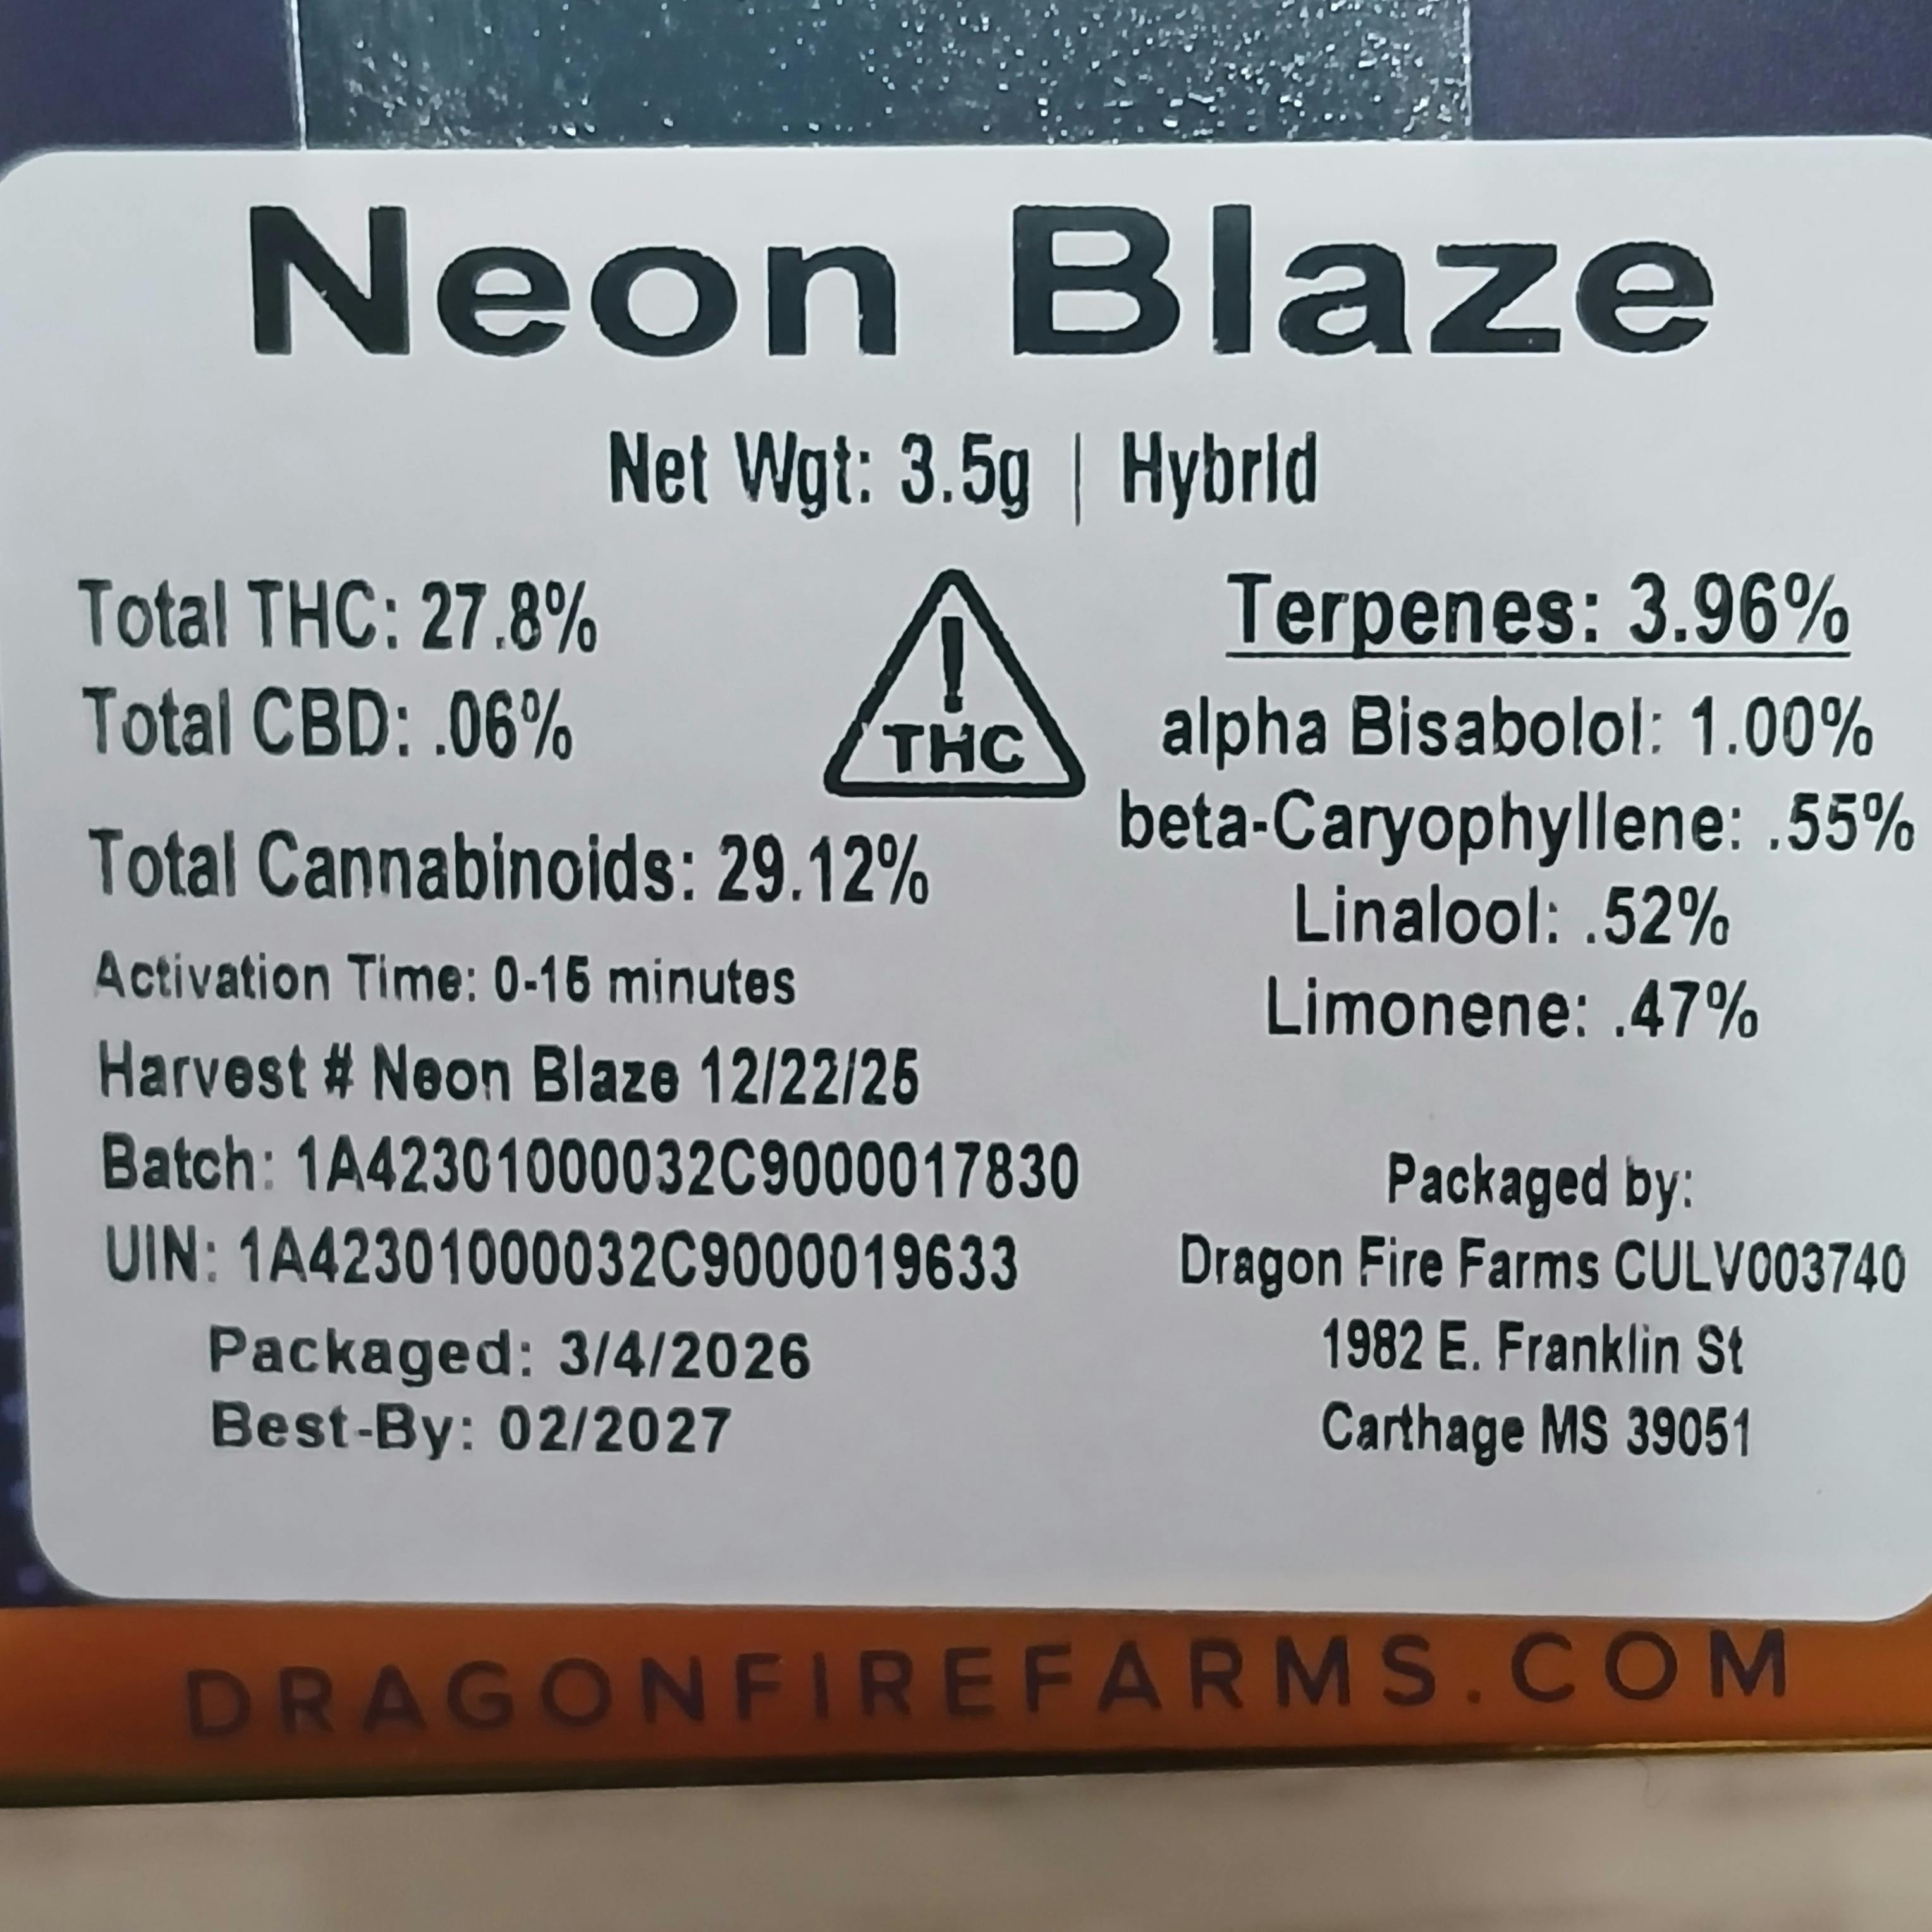 Neon Blaze
Net Wgt: 3.5g | Hybrid
Total THC: 27.8%
Total CBD: .06%
Total Cannabinoids: 29.12%
Activation Time: 0-15 minutes
Harvest # Neon Blaze 12/22/25
Batch: 1A42301000032C9000017830
UIN: 1A42301000032C9000019633
Packaged: 3/4/2026
Best-By: 02/2027
!
THC
Terpenes: 3.96%
alpha Bisabolol: 1.00%
beta-Caryophyllene: .55%
Linalool: .52%
Limonene: .47%
Packaged by:
Dragon Fire Farms CULV003740
1982 E. Franklin St
Carthage MS 39051
DRAGONFIREFARMS.COM